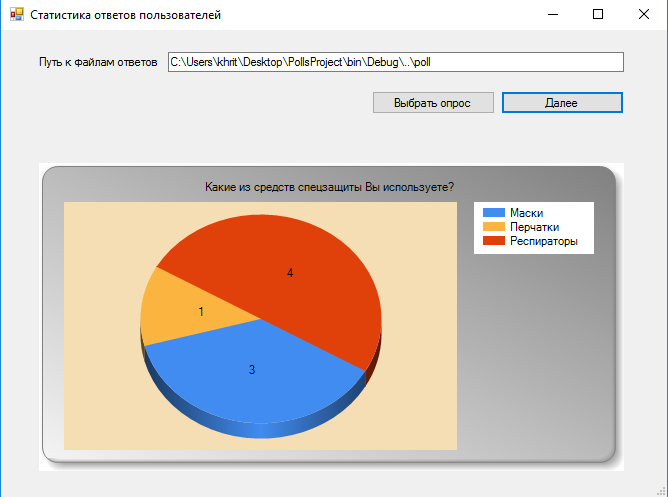 Статистика ответов пользователей
Путь к файлам ответов C:\Users\khrit\Desktop\PollsProject\bin\Debug\..\poll
Выбрать опрос Далее
Какие из средств спецзащиты Вы используете?
Маски
Перчатки
Респираторы
4
1
3